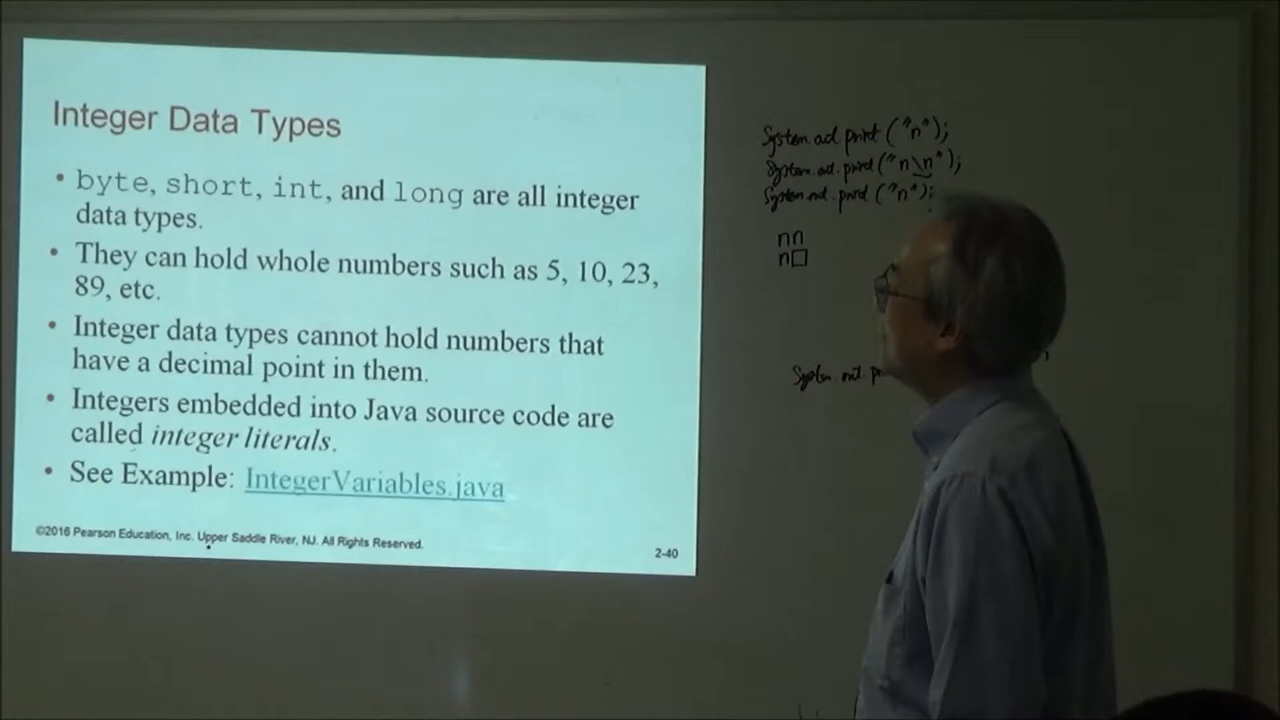 Integer Data Types
• byte, short, int, and long are all integer
data types.
• They can hold whole numbers such as 5, 10, 23,
89, etc.
• Integer data types cannot hold numbers that
have a decimal point in them.
• Integers embedded into Java source code are
called integer literals.
• See Example: IntegerVariables.java
©2016 Pearson Education, Inc. Upper Saddle River, NJ. All Rights Reserved.
2-40
System.out.print("n");
System.out.print("n\n");
System.out.print("n");
nn
n□
System.out.p